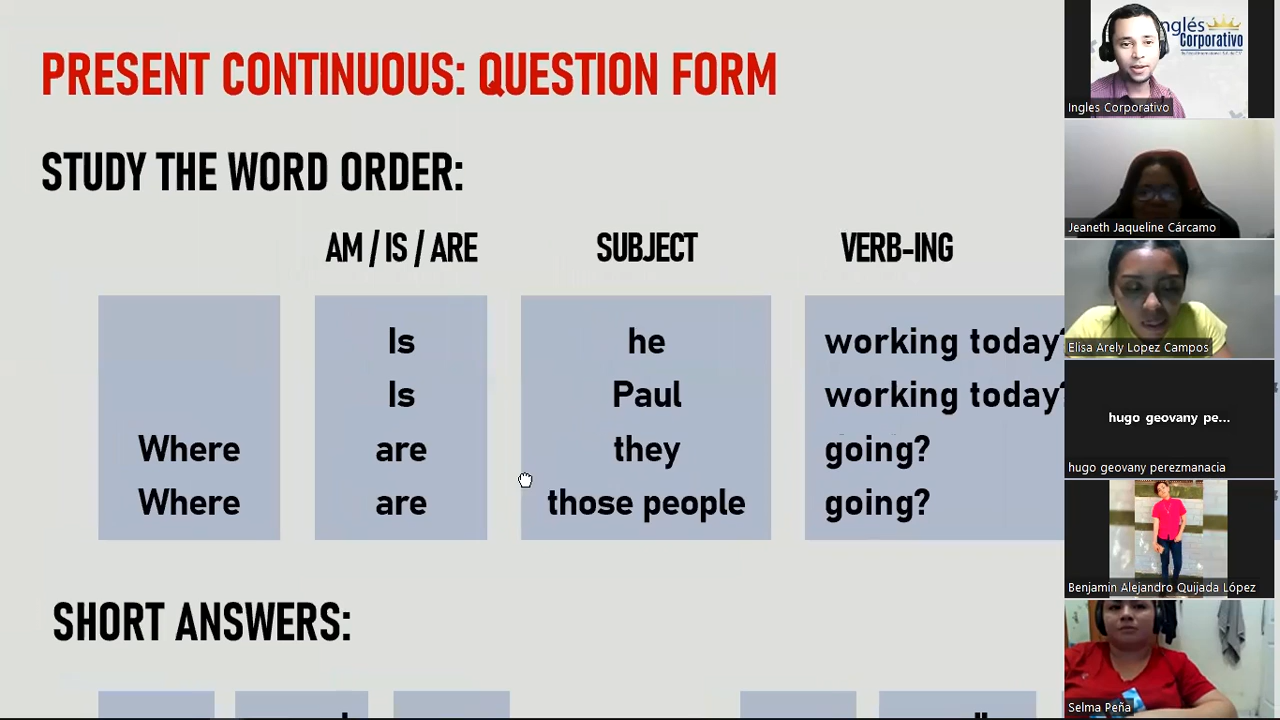 PRESENT CONTINUOUS: QUESTION FORM
STUDY THE WORD ORDER:
AM / IS / ARE SUBJECT VERB-ING
Is he working today?
Is Paul working today?
Where are they going?
Where are those people going?
SHORT ANSWERS:
Inglés
Corporativo
Ingles Corporativo
Jeaneth Jaqueline Cárcamo
Elisa Arely Lopez Campos
hugo geovany pe...
hugo geovany perezmanacia
Benjamin Alejandro Quijada López
Selma Peña